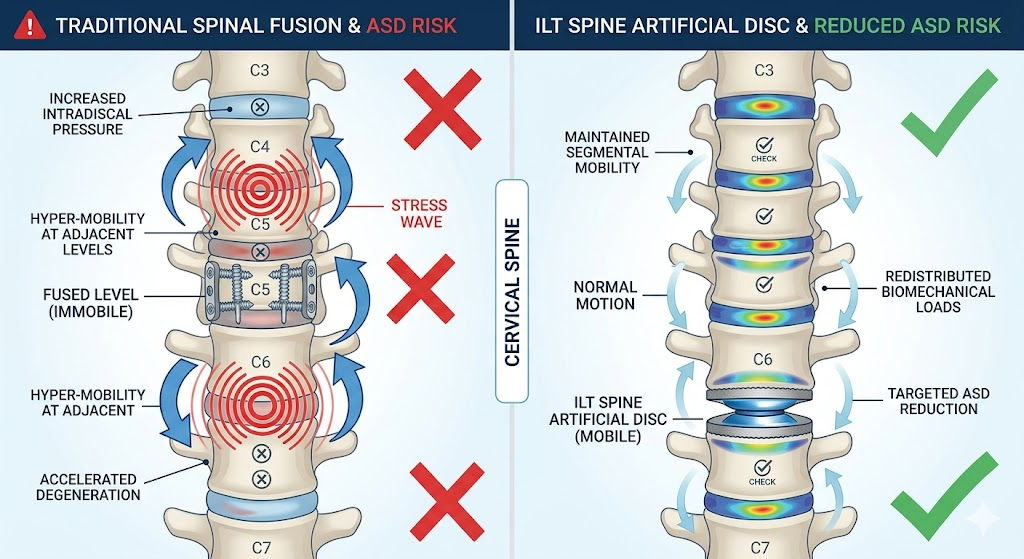 TRADITIONAL SPINAL FUSION & ASD RISK
C3
INCREASED
INTRADISCAL
PRESSURE
C4
HYPER-MOBILITY
AT ADJACENT
LEVELS
C5
STRESS
WAVE
FUSED LEVEL
(IMMOBILE)
C5
C6
HYPER-MOBILITY
AT ADJACENT
ACCELERATED
DEGENERATION
C7
CERVICAL SPINE
ILT SPINE ARTIFICIAL DISC & REDUCED ASD RISK
C3
MAINTAINED
SEGMENTAL
MOBILITY
CHECK
NORMAL
MOTION
REDISTRIBUTED
BIOMECHANICAL
LOADS
C6
ILT SPINE
ARTIFICIAL DISC
(MOBILE)
TARGETED ASD
REDUCTION
CHECK
C7